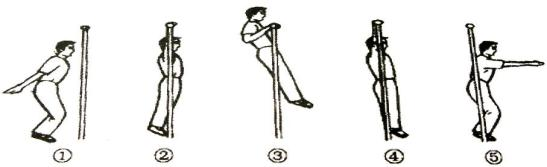 ① ② ③ ④ ⑤